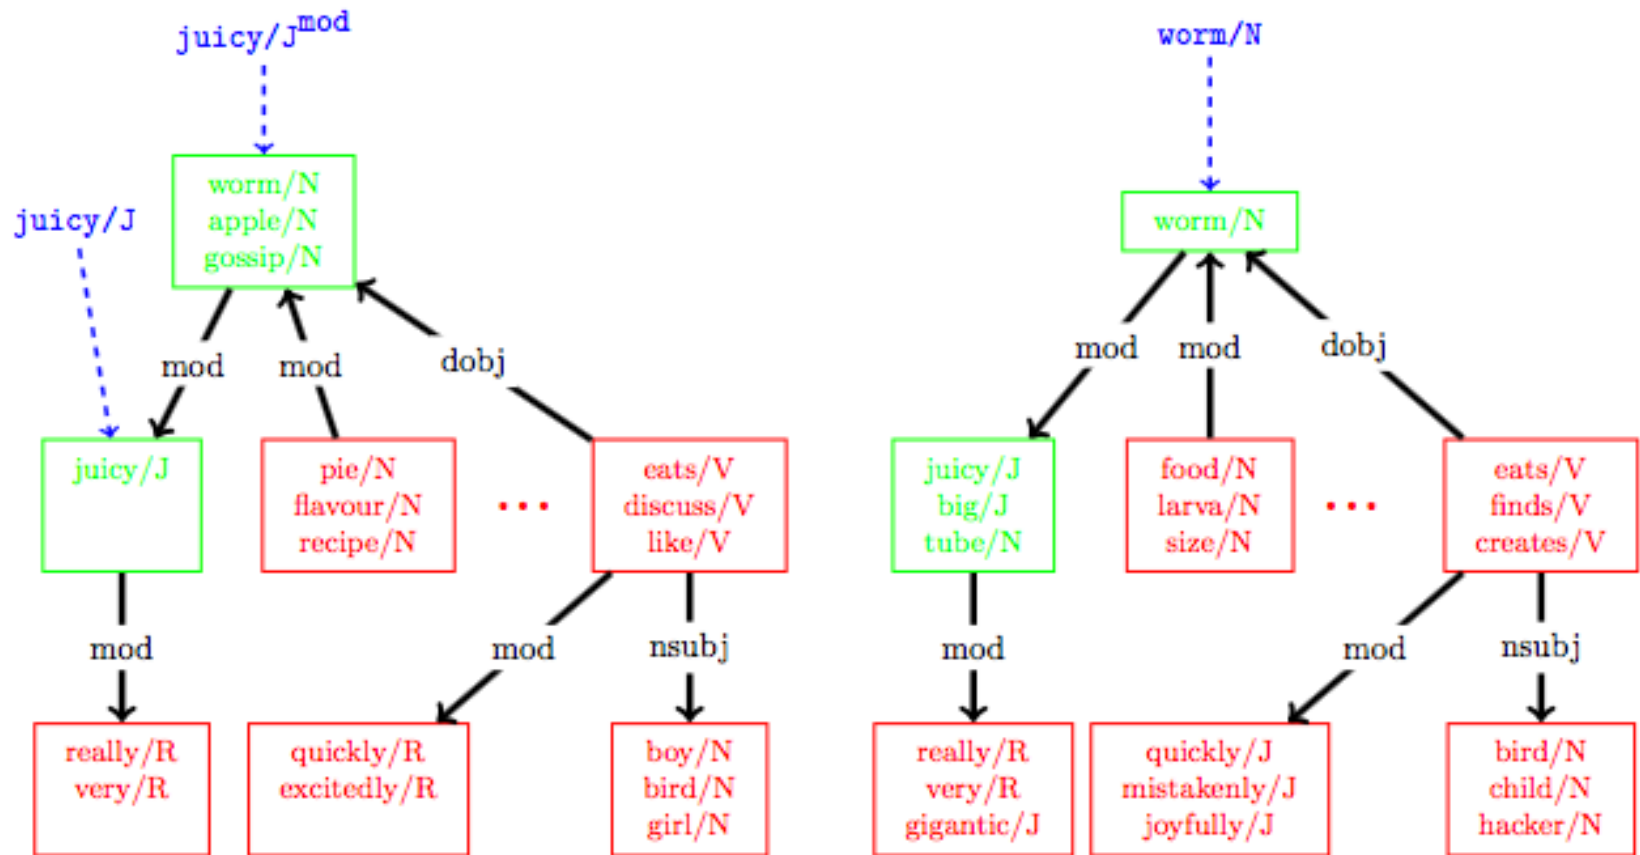 juicy/J^mod
worm/N
worm/N
apple/N
gossip/N
juicy/J
worm/N
mod
mod
dobj
mod
mod
dobj
juicy/J
pie/N
flavour/N
recipe/N
...
eats/V
discuss/V
like/V
juicy/J
big/J
tube/N
food/N
larva/N
size/N
...
eats/V
finds/V
creates/V
mod
mod
nsubj
mod
mod
nsubj
really/R
very/R
quickly/R
excitedly/R
boy/N
bird/N
girl/N
really/R
very/R
gigantic/J
quickly/J
mistakenly/J
joyfully/J
bird/N
child/N
hacker/N